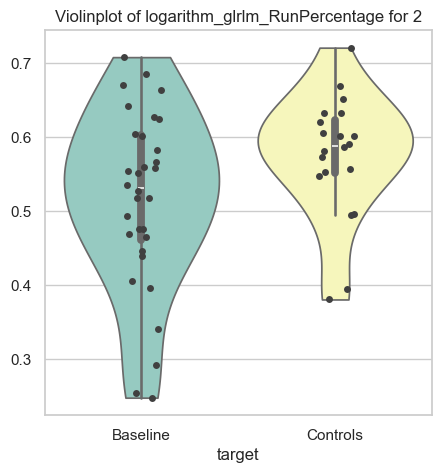 Violinplot of logarithm_glrlm_RunPercentage for 2
0.7
0.6
0.5
0.4
0.3
Baseline
Controls
target